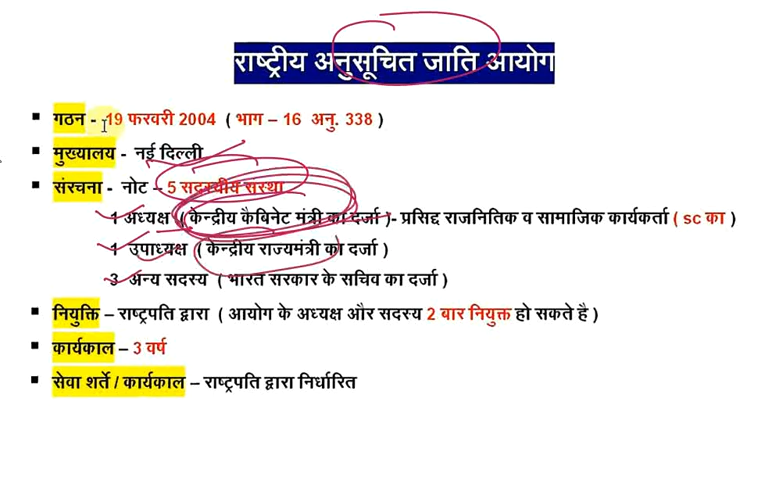 राष्ट्रीय अनुसूचित जाति आयोग
▪ गठन - 19 फरवरी 2004 ( भाग – 16 अनु. 338 )
▪ मुख्यालय - नई दिल्ली
▪ संरचना - नोट – 5 सदस्यीय संस्था
1 अध्यक्ष ( केन्द्रीय कैबिनेट मंत्री का दर्जा )- प्रसिद्द राजनितिक व सामाजिक कार्यकर्ता ( sc का )
1 उपाध्यक्ष ( केन्द्रीय राज्यमंत्री का दर्जा )
3 अन्य सदस्य ( भारत सरकार के सचिव का दर्जा )
▪ नियुक्ति – राष्ट्रपति द्वारा ( आयोग के अध्यक्ष और सदस्य 2 बार नियुक्त हो सकते है )
▪ कार्यकाल – 3 वर्ष
▪ सेवा शर्ते / कार्यकाल – राष्ट्रपति द्वारा निर्धारित